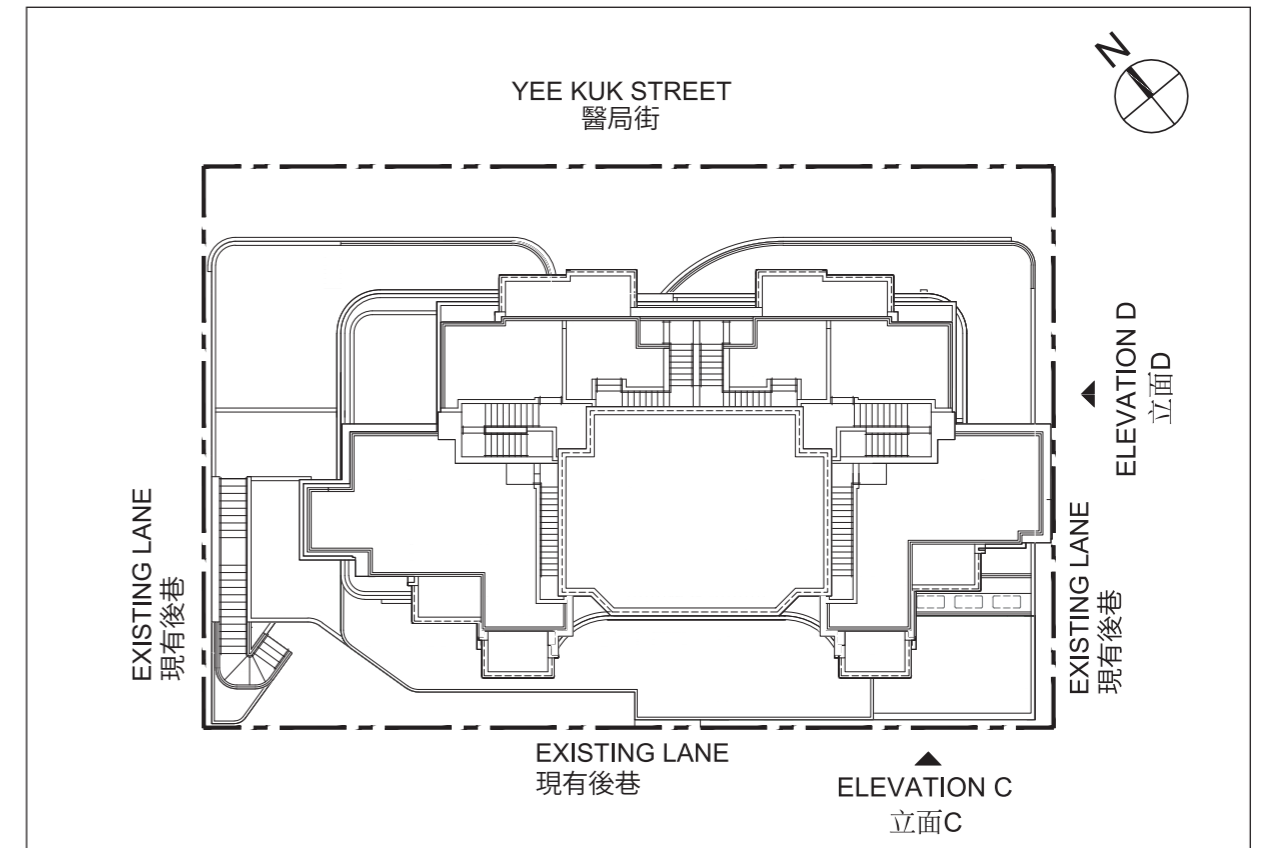 N
YEE KUK STREET
醫局街
ELEVATION D
立面D
EXISTING LANE
現有後巷
EXISTING LANE
現有後巷
EXISTING LANE
現有後巷
ELEVATION C
立面C